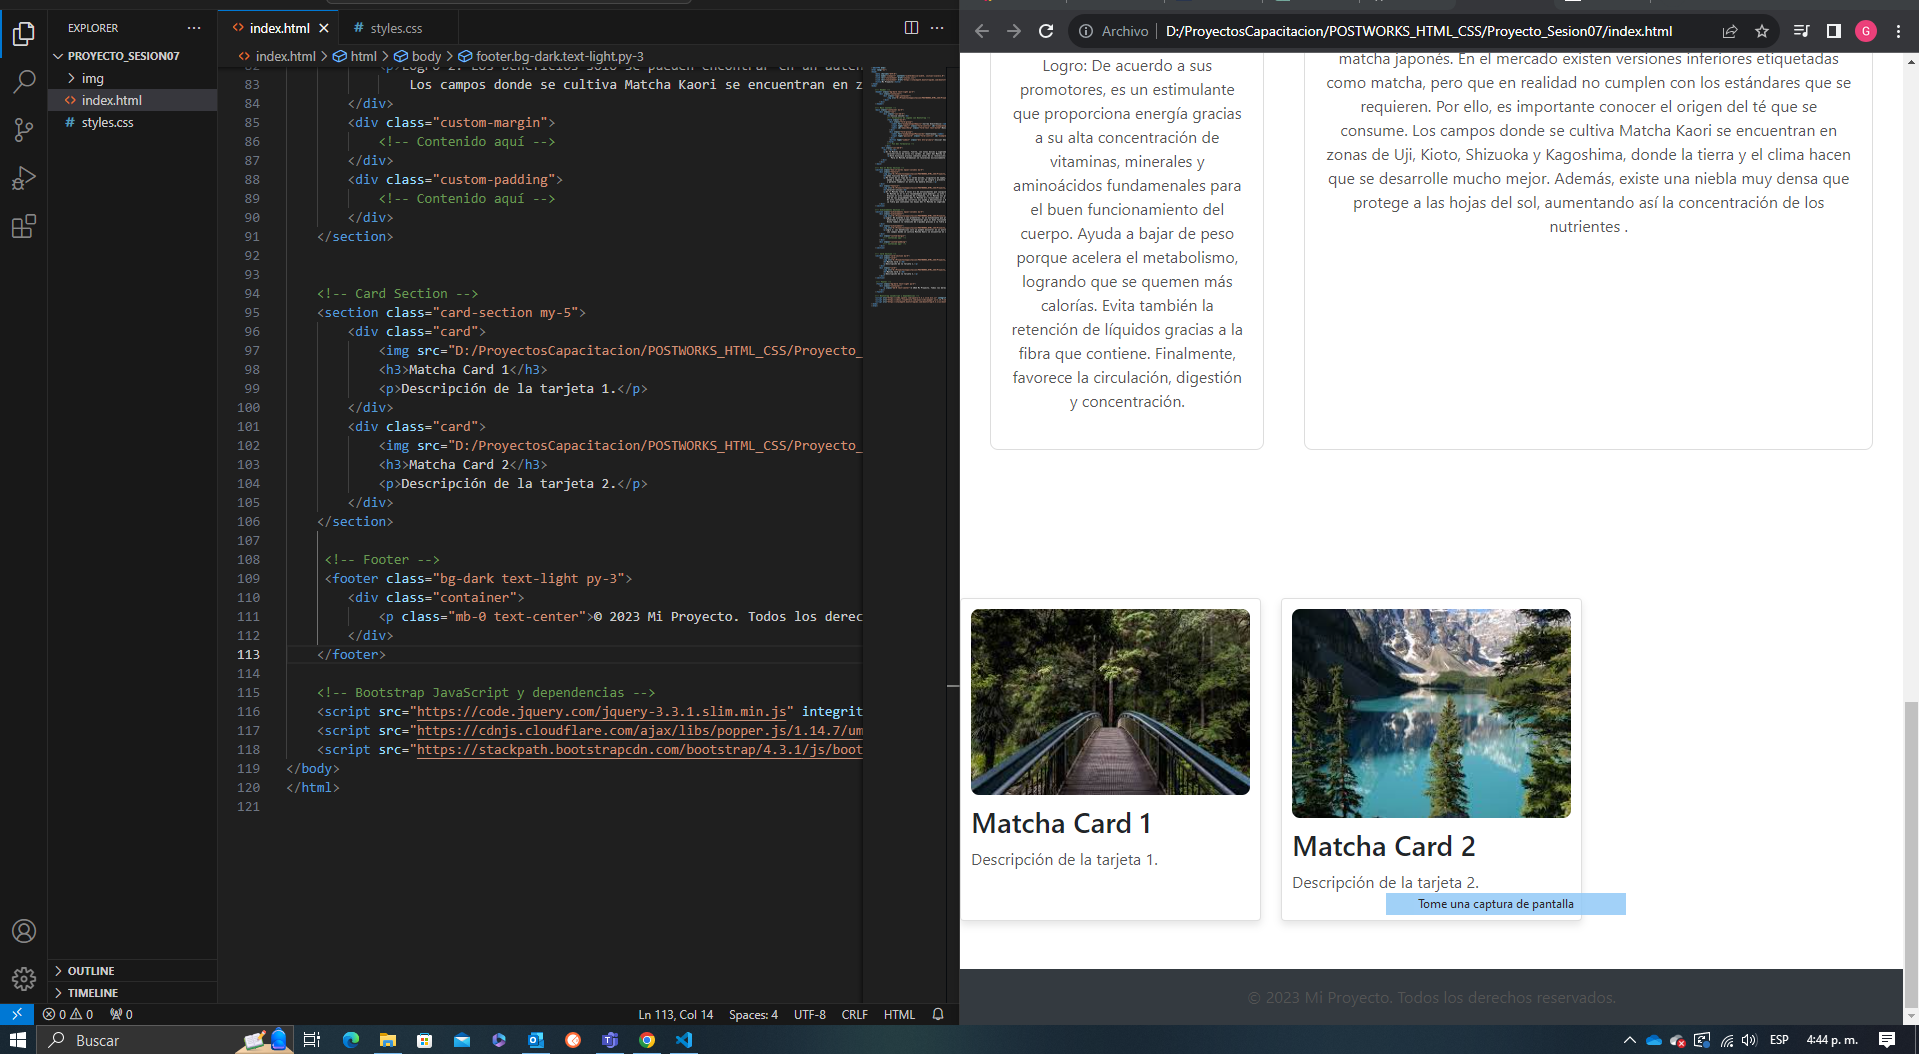 EXPLORER
PROYECTO_SESION07
img
index.html
styles.css
OUTLINE
TIMELINE
index.html
styles.css
index.html > html > body > footer.bg-dark.text-light.py-3
83 Los campos donde se cultiva Matcha Kaori se encuentran en z
84 </div>
85 <div class="custom-margin">
86 <!-- Contenido aquí -->
87 </div>
88 <div class="custom-padding">
89 <!-- Contenido aquí -->
90 </div>
91 </section>
92
93
94 <!-- Card Section -->
95 <section class="card-section my-5">
96 <div class="card">
97 <img src="D:/ProyectosCapacitacion/POSTWORKS_HTML_CSS/Proyecto_
98 <h3>Matcha Card 1</h3>
99 <p>Descripción de la tarjeta 1.</p>
100 </div>
101 <div class="card">
102 <img src="D:/ProyectosCapacitacion/POSTWORKS_HTML_CSS/Proyecto_
103 <h3>Matcha Card 2</h3>
104 <p>Descripción de la tarjeta 2.</p>
105 </div>
106 </section>
107
108 <!-- Footer -->
109 <footer class="bg-dark text-light py-3">
110 <div class="container">
111 <p class="mb-0 text-center">© 2023 Mi Proyecto. Todos los derec
112 </div>
113 </footer>
114
115 <!-- Bootstrap JavaScript y dependencias -->
116 <script src="https://code.jquery.com/jquery-3.3.1.slim.min.js" integrit
117 <script src="https://cdnjs.cloudflare.com/ajax/libs/popper.js/1.14.7/um
118 <script src="https://stackpath.bootstrapcdn.com/bootstrap/4.3.1/js/boot
119 </body>
120 </html>
121
0 0 0
Ln 113, Col 14 Spaces: 4 UTF-8 CRLF HTML
Archivo D:/ProyectosCapacitacion/POSTWORKS_HTML_CSS/Proyecto_Sesion07/index.html
G
Logro: De acuerdo a sus
promotores, es un estimulante
que proporciona energía gracias
a su alta concentración de
vitaminas, minerales y
aminoácidos fundamenales para
el buen funcionamiento del
cuerpo. Ayuda a bajar de peso
porque acelera el metabolismo,
logrando que se quemen más
calorías. Evita también la
retención de líquidos gracias a la
fibra que contiene. Finalmente,
favorece la circulación, digestión
y concentración.
matcha japonés. En el mercado existen versiones inferiores etiquetadas
como matcha, pero que en realidad no cumplen con los estándares que se
requieren. Por ello, es importante conocer el origen del té que se
consume. Los campos donde se cultiva Matcha Kaori se encuentran en
zonas de Uji, Kioto, Shizuoka y Kagoshima, donde la tierra y el clima hacen
que se desarrolle mucho mejor. Además, existe una niebla muy densa que
protege a las hojas del sol, aumentando así la concentración de los
nutrientes .
Matcha Card 1
Descripción de la tarjeta 1.
Matcha Card 2
Descripción de la tarjeta 2.
Tome una captura de pantalla
© 2023 Mi Proyecto. Todos los derechos reservados.
Buscar
ESP
4:44 p. m.